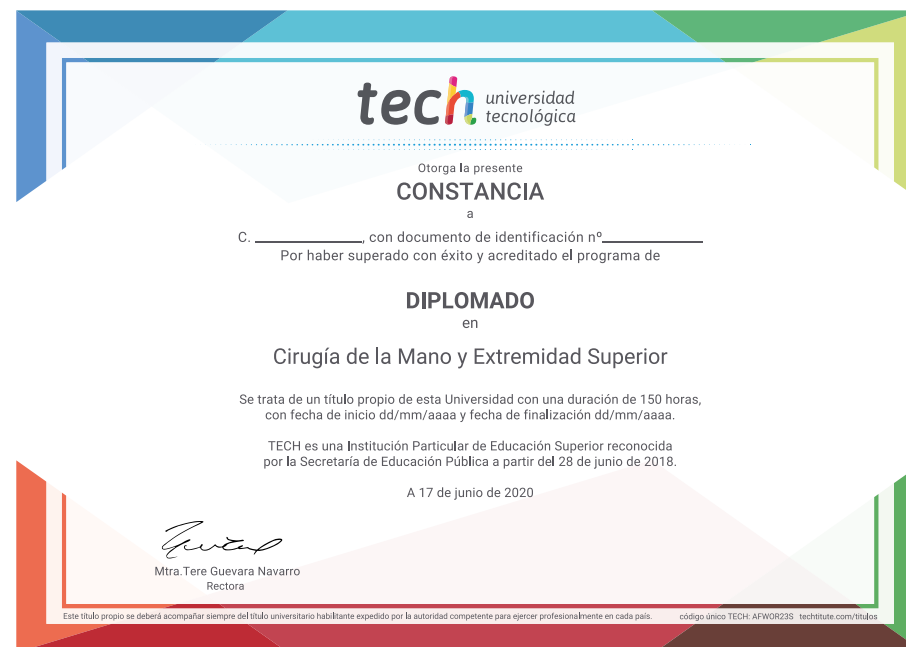 tech universidad
tecnológica
Otorga la presente
CONSTANCIA
a
C. ____________, con documento de identificación nº____________
Por haber superado con éxito y acreditado el programa de
DIPLOMADO
en
Cirugía de la Mano y Extremidad Superior
Se trata de un título propio de esta Universidad con una duración de 150 horas,
con fecha de inicio dd/mm/aaaa y fecha de finalización dd/mm/aaaa.
TECH es una Institución Particular de Educación Superior reconocida
por la Secretaría de Educación Pública a partir del 28 de junio de 2018.
A 17 de junio de 2020
Mtra.Tere Guevara Navarro
Rectora
Este título propio se deberá acompañar siempre del título universitario habilitante expedido por la autoridad competente para ejercer profesionalmente en cada país. código único TECH: AFWOR23S techtitute.com/titulos